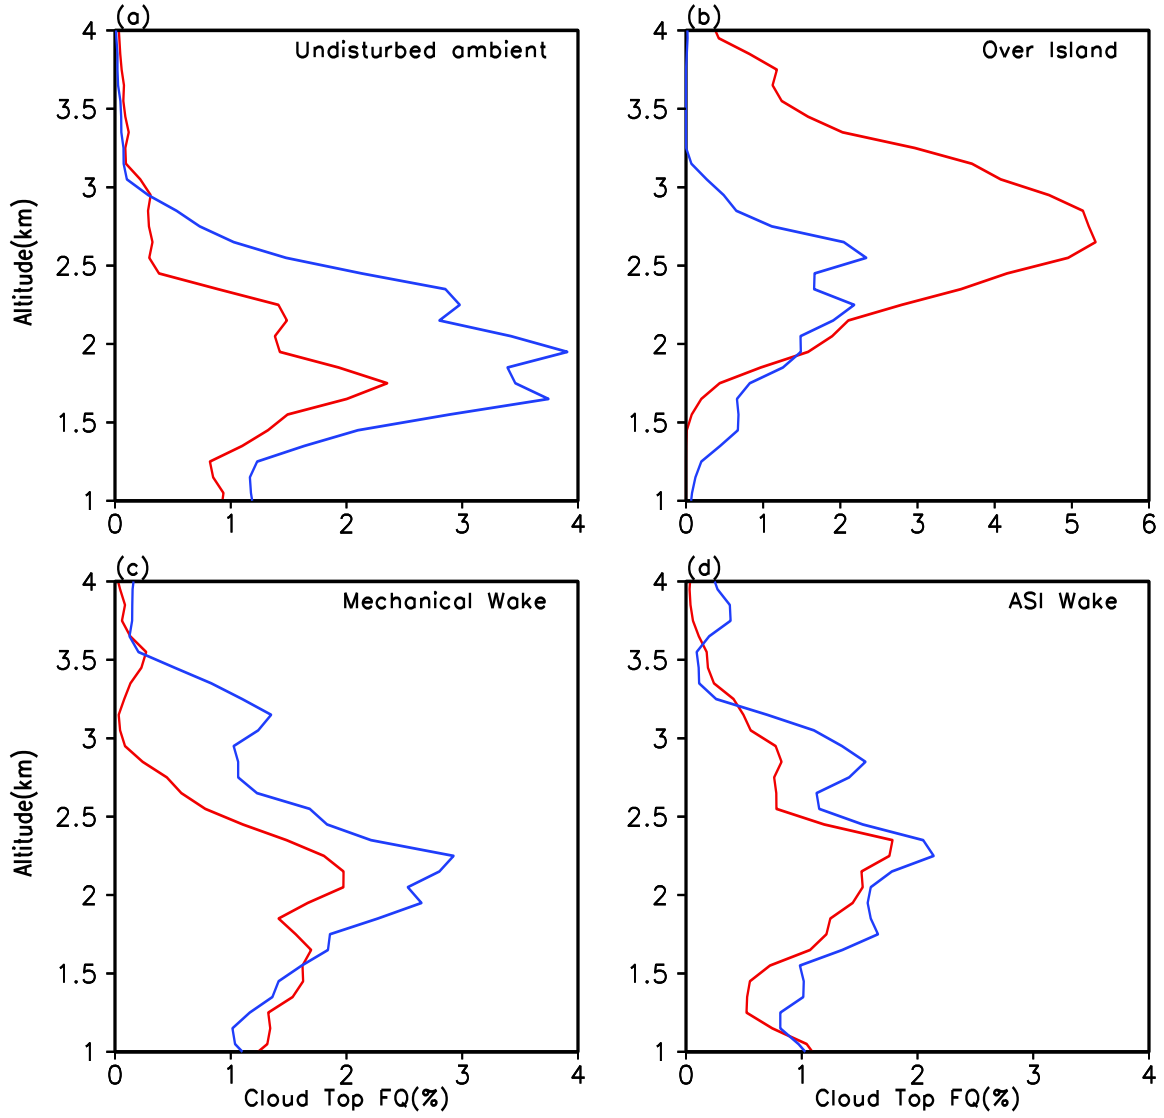 (a)
Undisturbed ambient
4
3.5
3
2.5
2
1.5
1
0 1 2 3 4
Altitude(km)
(b)
Over Island
4
3.5
3
2.5
2
1.5
1
0 1 2 3 4 5 6
(c)
Mechanical Wake
4
3.5
3
2.5
2
1.5
1
0 1 2 3 4
Altitude(km)
Cloud Top FQ(%)
(d)
ASI Wake
4
3.5
3
2.5
2
1.5
1
0 1 2 3 4
Cloud Top FQ(%)